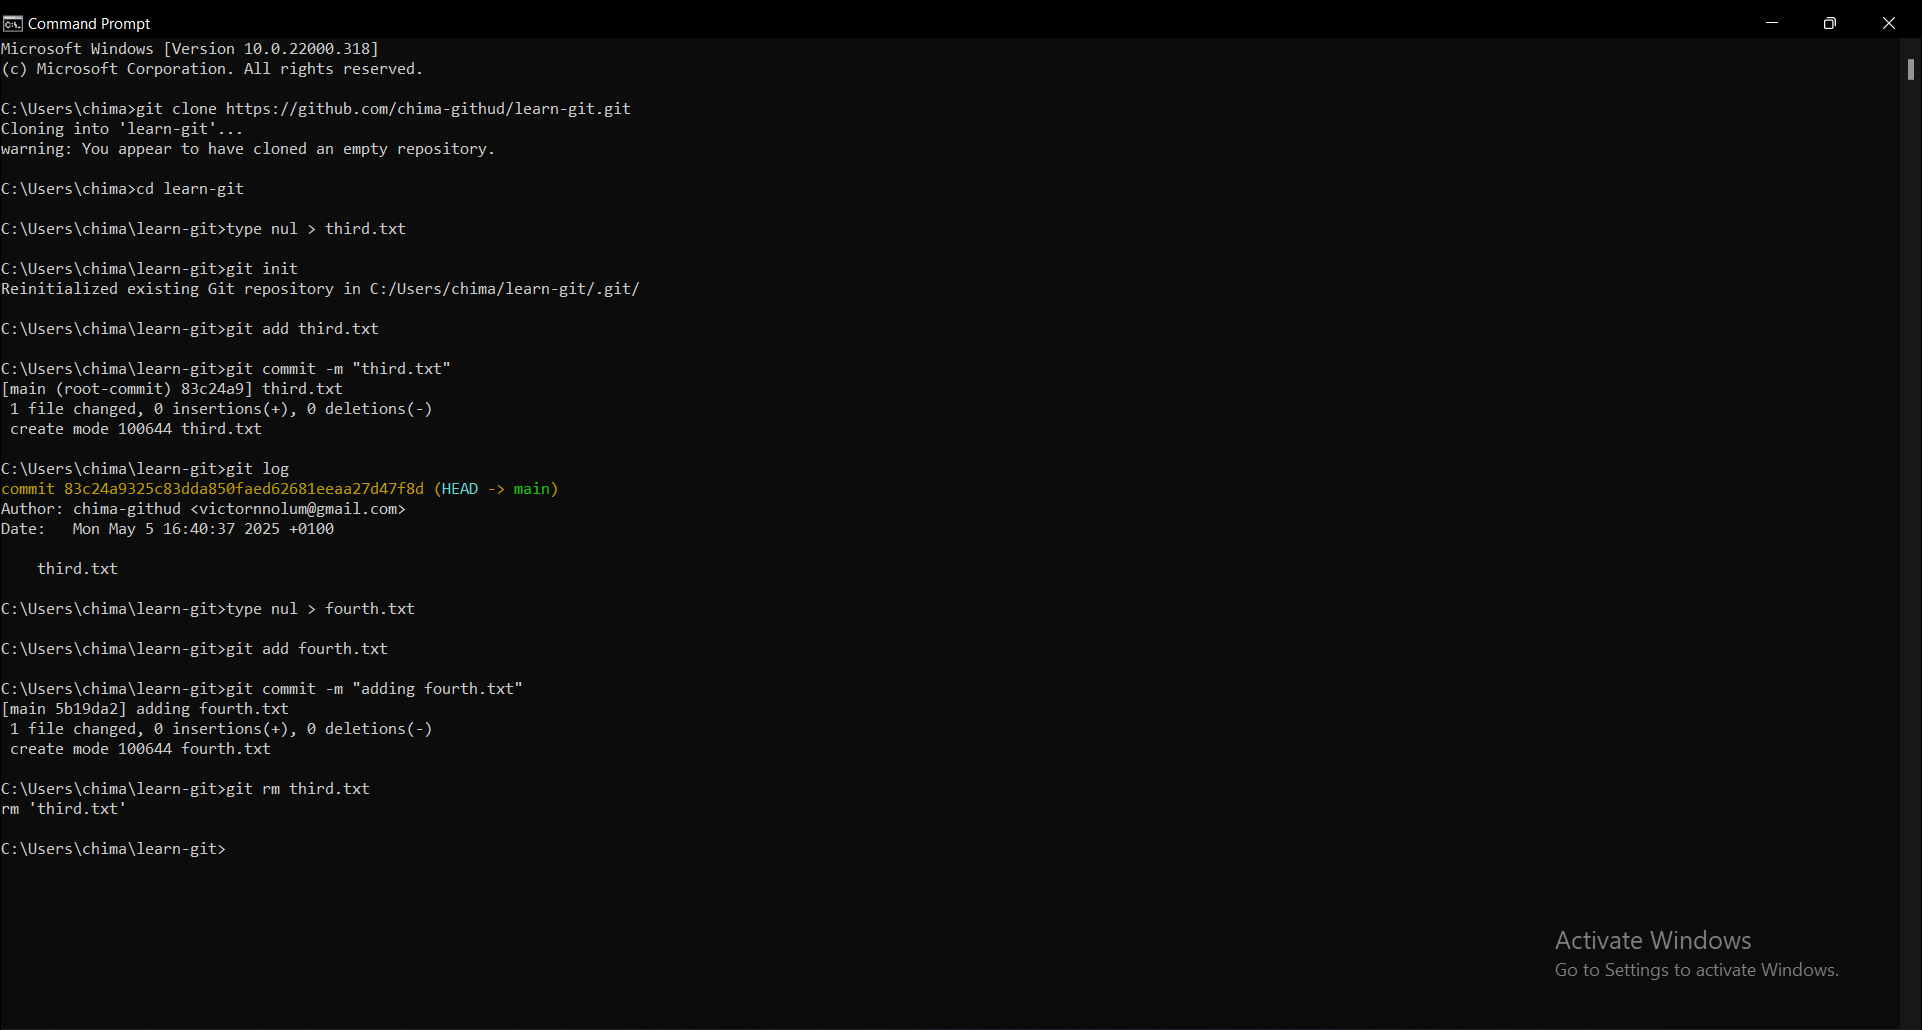 Command Prompt
Microsoft Windows [Version 10.0.22000.318]
(c) Microsoft Corporation. All rights reserved.
C:\Users\chima>git clone https://github.com/chima-githud/learn-git.git
Cloning into 'learn-git'...
warning: You appear to have cloned an empty repository.
C:\Users\chima>cd learn-git
C:\Users\chima\learn-git>type nul > third.txt
C:\Users\chima\learn-git>git init
Reinitialized existing Git repository in C:/Users/chima/learn-git/.git/
C:\Users\chima\learn-git>git add third.txt
C:\Users\chima\learn-git>git commit -m "third.txt"
[main (root-commit) 83c24a9] third.txt
 1 file changed, 0 insertions(+), 0 deletions(-)
 create mode 100644 third.txt
C:\Users\chima\learn-git>git log
commit 83c24a9325c83dda850faed62681eeaa27d47f8d (HEAD -> main)
Author: chima-githud <victornnolum@gmail.com>
Date:   Mon May 5 16:40:37 2025 +0100
    third.txt
C:\Users\chima\learn-git>type nul > fourth.txt
C:\Users\chima\learn-git>git add fourth.txt
C:\Users\chima\learn-git>git commit -m "adding fourth.txt"
[main 5b19da2] adding fourth.txt
 1 file changed, 0 insertions(+), 0 deletions(-)
 create mode 100644 fourth.txt
C:\Users\chima\learn-git>git rm third.txt
rm 'third.txt'
C:\Users\chima\learn-git>
Activate Windows
Go to Settings to activate Windows.